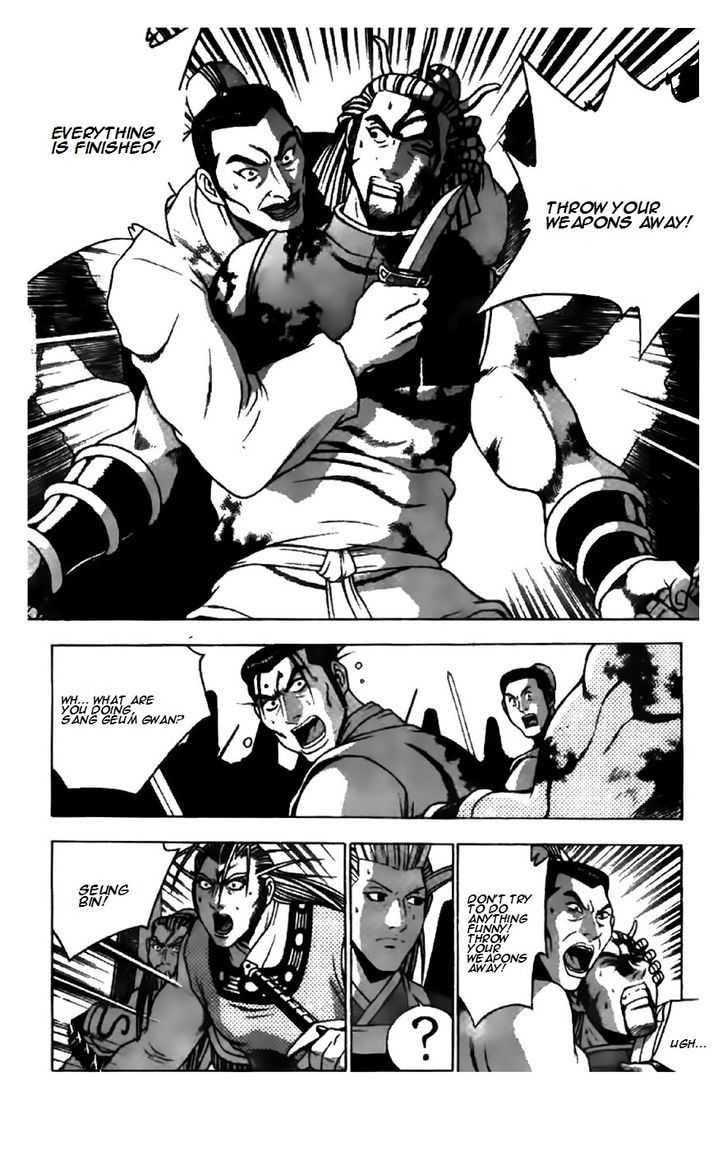 EVERYTHING
IS FINISHED!
THROW YOUR
WEAPONS AWAY!
WH... WHAT ARE
YOU DOING,
SANG GEUM GWAN?
SEUNG
BIN!
?
DON'T TRY
TO DO
ANYTHING
FUNNY!
THROW
YOUR
WEAPONS
AWAY!
UGH...